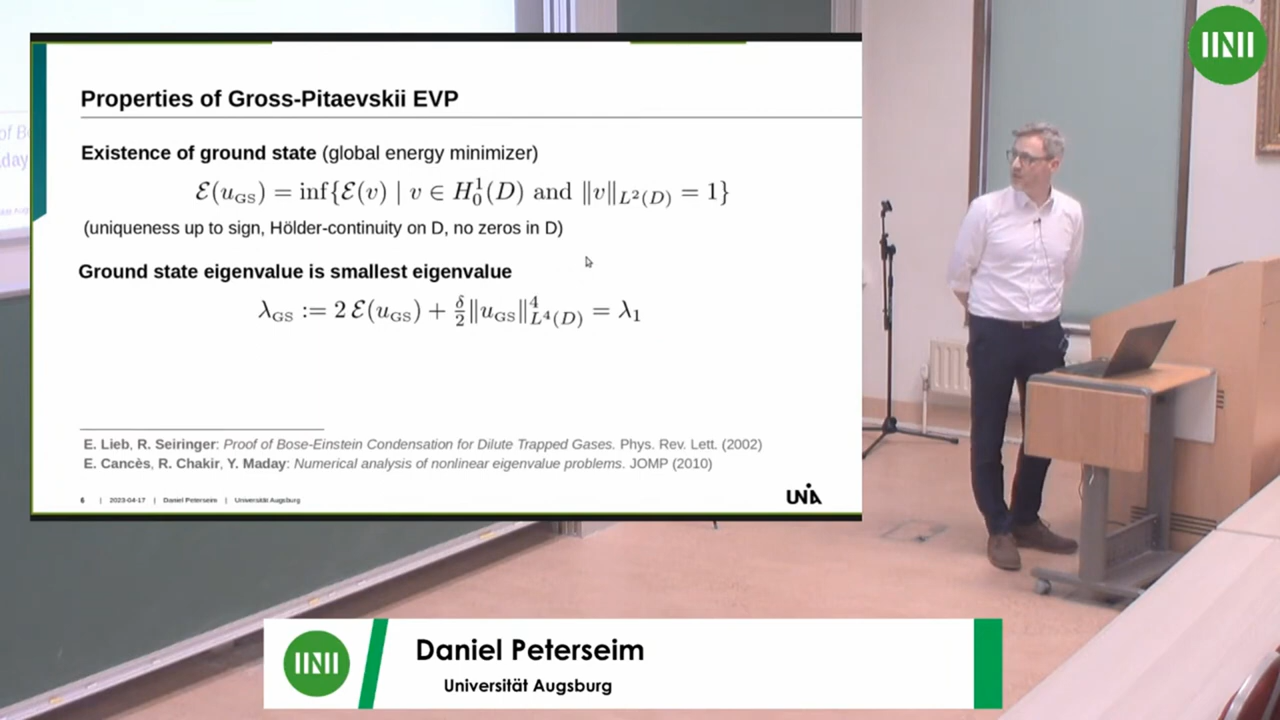 Properties of Gross-Pitaevskii EVP
Existence of ground state (global energy minimizer)
ℰ(u_GS) = inf{ℰ(v) | v ∈ H₀¹(D) and ‖v‖_{L²(D)} = 1}
(uniqueness up to sign, Hölder-continuity on D, no zeros in D)
Ground state eigenvalue is smallest eigenvalue
λ_GS := 2 ℰ(u_GS) + δ/2 ‖u_GS‖⁴_{L⁴(D)} = λ₁
E. Lieb, R. Seiringer: Proof of Bose-Einstein Condensation for Dilute Trapped Gases. Phys. Rev. Lett. (2002)
E. Cancès, R. Chakir, Y. Maday: Numerical analysis of nonlinear eigenvalue problems. JOMP (2010)
6 | 2023-04-17 | Daniel Peterseim | Universität Augsburg
UNIA
Daniel Peterseim
Universität Augsburg